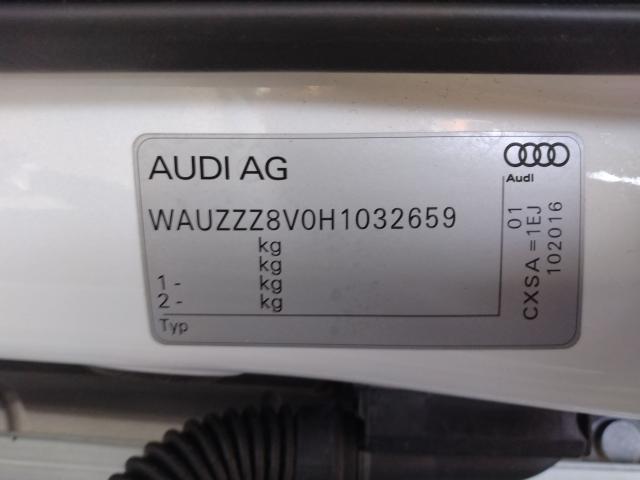 AUDI AG
Audi
WAUZZZ8V0H1032659
kg
kg
1 - kg
2 - kg
Typ
01
CXSA =1EJ
102016